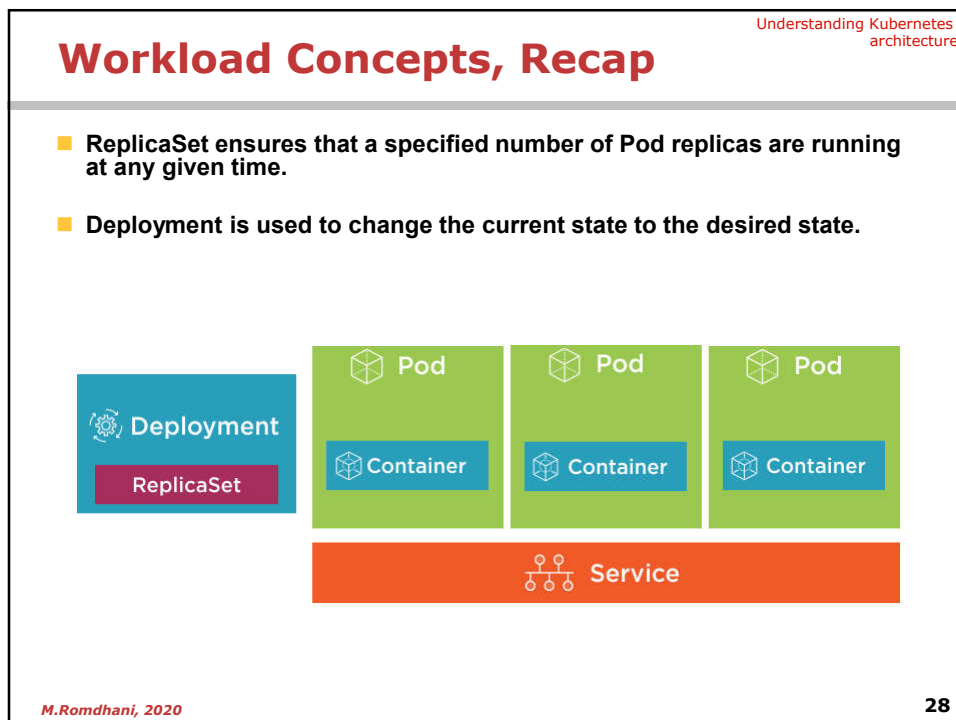 Understanding Kubernetes
architecture
Workload Concepts, Recap
ReplicaSet ensures that a specified number of Pod replicas are running
at any given time.
Deployment is used to change the current state to the desired state.
Pod
Pod
Pod
Deployment
ReplicaSet
Container
Container
Container
Service
M.Romdhani, 2020
28